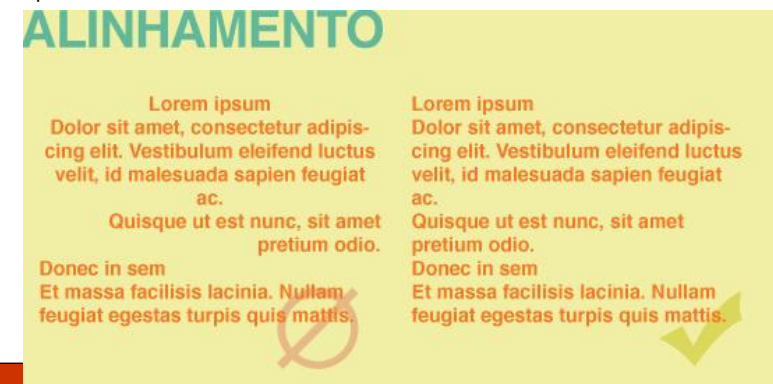 ALINHAMENTO
Lorem ipsum
Dolor sit amet, consectetur adipis-
cing elit. Vestibulum eleifend luctus
velit, id malesuada sapien feugiat
ac.
Quisque ut est nunc, sit amet
pretium odio.
Donec in sem
Et massa facilisis lacinia. Nullam
feugiat egestas turpis quis mattis.
Lorem ipsum
Dolor sit amet, consectetur adipis-
cing elit. Vestibulum eleifend luctus
velit, id malesuada sapien feugiat
ac.
Quisque ut est nunc, sit amet
pretium odio.
Donec in sem
Et massa facilisis lacinia. Nullam
feugiat egestas turpis quis mattis.